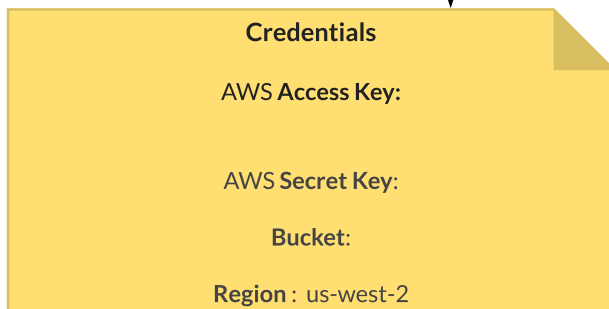 Credentials
AWS Access Key:
AWS Secret Key:
Bucket:
Region : us-west-2